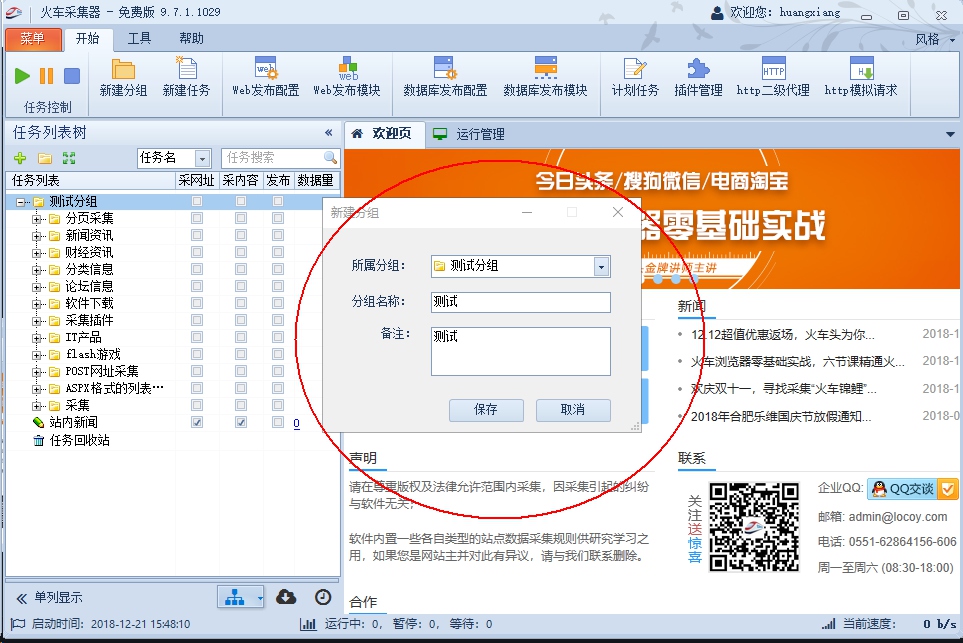 火车采集器 - 免费版 9.7.1.1029
欢迎您: huangxiang
菜单 开始 工具 帮助 风格
新建分组 新建任务 Web发布配置 Web发布模块 数据库发布配置 数据库发布模块 计划任务 插件管理 http二级代理 http模拟请求
任务控制
任务列表树 «
欢迎页 运行管理
任务名 任务搜索
任务列表 采网址 采内容 发布 数据量
测试分组
分页采集
新闻资讯
财经资讯
分类信息
论坛信息
软件下载
采集插件
IT产品
flash游戏
POST网址采集
ASPX格式的列表…
采集
站内新闻 0
任务回收站
今日头条/搜狗微信/电商淘宝
器零基础实战
金牌讲师主讲
新建分组
所属分组: 测试分组
分组名称: 测试
备注: 测试
保存 取消
新闻
12.12超值优惠返场，火车头为你... 2018-1
火车浏览器零基础实战，六节课精通火... 2018-1
欢庆双十一，寻找采集“火车锦鲤”... 2018-1
2018年合肥乐维国庆节放假通知... 2018-0
声明
请在尊重版权及法律允许范围内采集，因采集引起的纠纷
与软件无关；
软件内置一些各自类型的站点数据采集规则供研究学习之
用，如果您是网站主并对此有异议，请与我们联系删除。
合作
联系
关注送惊喜
企业QQ: QQ交谈
邮箱: admin@locoy.com
电话: 0551-62864156-606
周一至周六 (08:30-18:00)
« 单列显示
启动时间: 2018-12-21 15:48:10
运行中: 0, 暂停: 0, 等待: 0
当前速度: 0 b/s